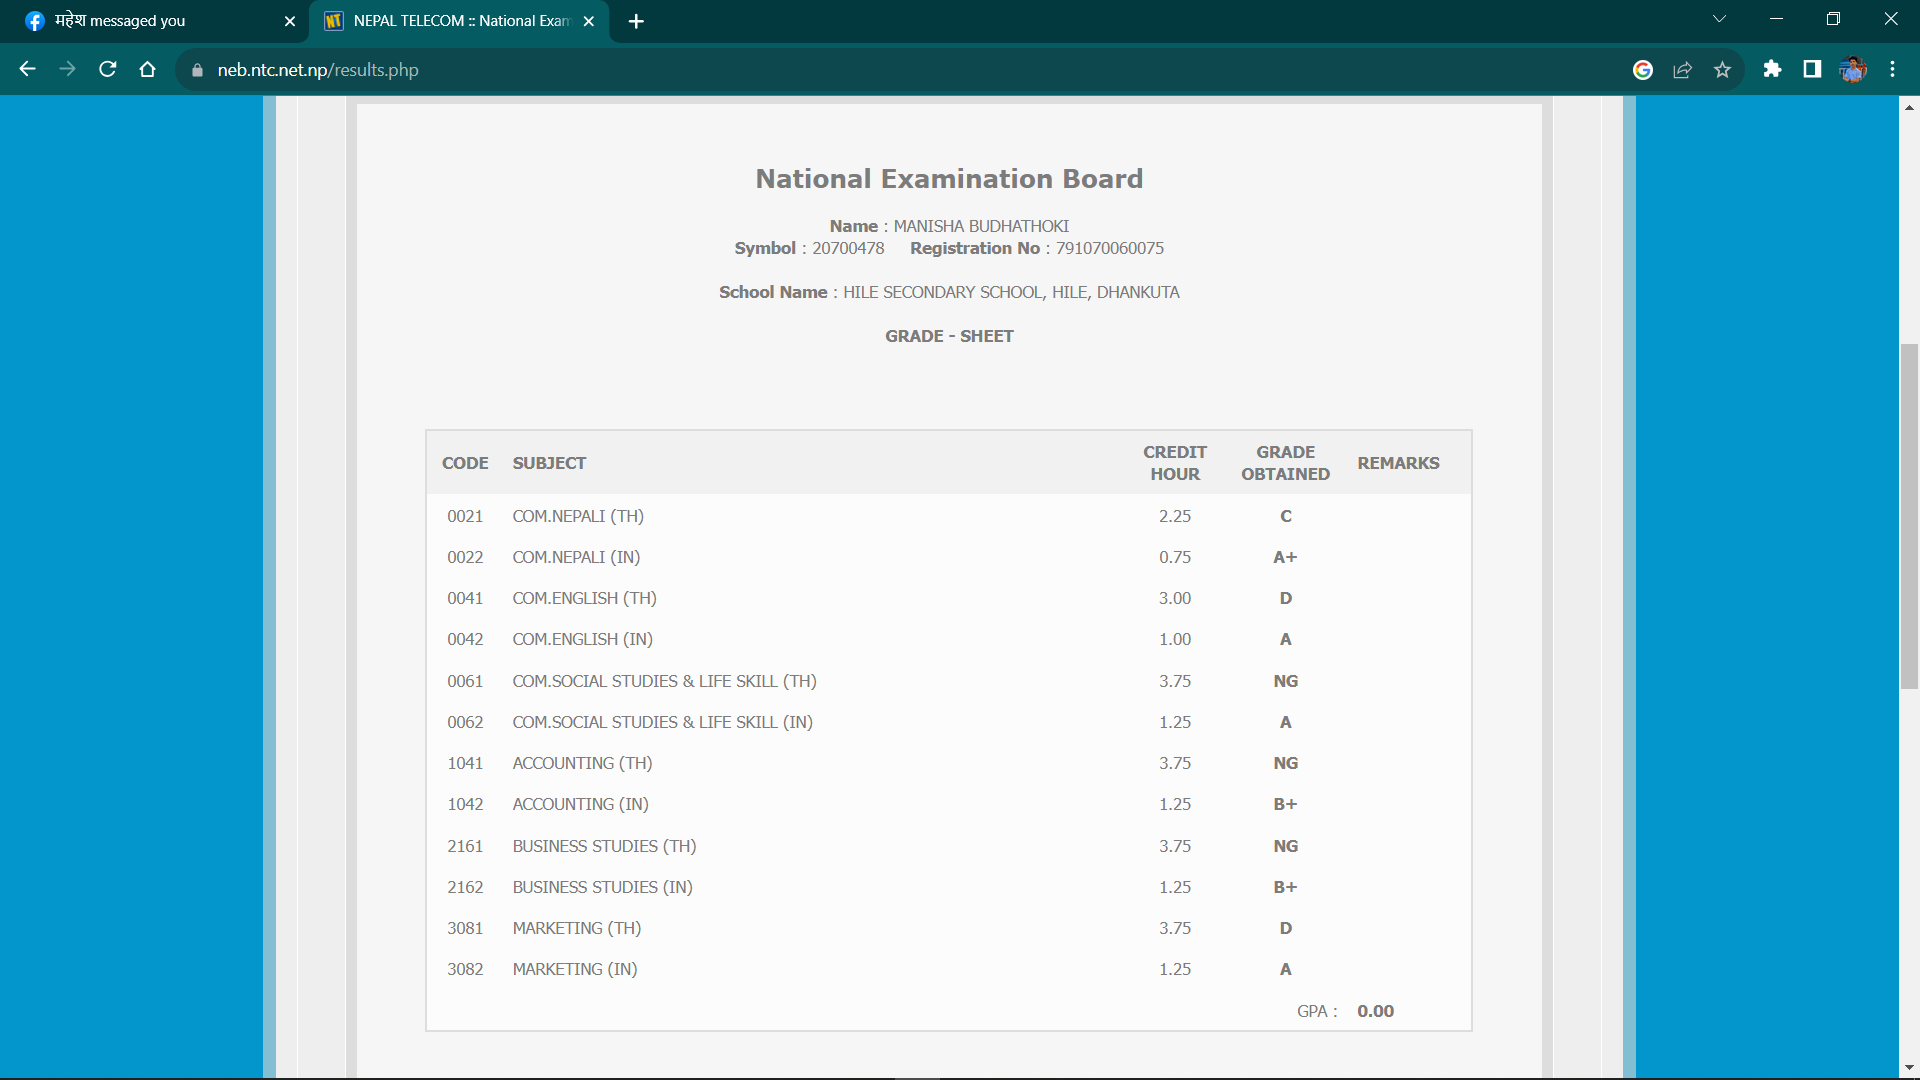 महेश messaged you
NEPAL TELECOM :: National Exam
neb.ntc.net.np/results.php
National Examination Board
Name : MANISHA BUDHATHOKI
Symbol : 20700478 Registration No : 791070060075
School Name : HILE SECONDARY SCHOOL, HILE, DHANKUTA
GRADE - SHEET
CODE SUBJECT CREDIT HOUR GRADE OBTAINED REMARKS
0021 COM.NEPALI (TH) 2.25 C
0022 COM.NEPALI (IN) 0.75 A+
0041 COM.ENGLISH (TH) 3.00 D
0042 COM.ENGLISH (IN) 1.00 A
0061 COM.SOCIAL STUDIES & LIFE SKILL (TH) 3.75 NG
0062 COM.SOCIAL STUDIES & LIFE SKILL (IN) 1.25 A
1041 ACCOUNTING (TH) 3.75 NG
1042 ACCOUNTING (IN) 1.25 B+
2161 BUSINESS STUDIES (TH) 3.75 NG
2162 BUSINESS STUDIES (IN) 1.25 B+
3081 MARKETING (TH) 3.75 D
3082 MARKETING (IN) 1.25 A
GPA : 0.00